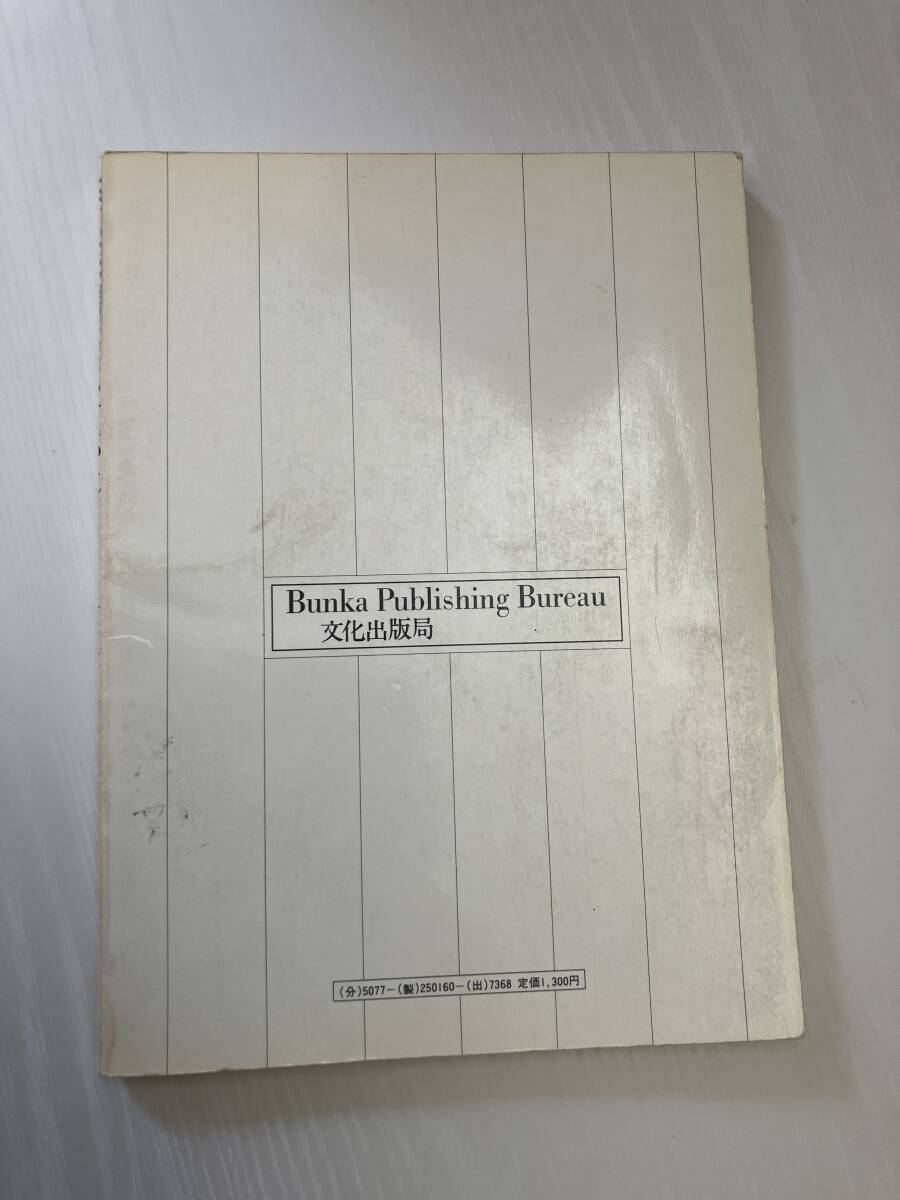 Bunka Publishing Bureau
文化出版局
(分)5077-(製)250160-(出)7368 定価1,300円